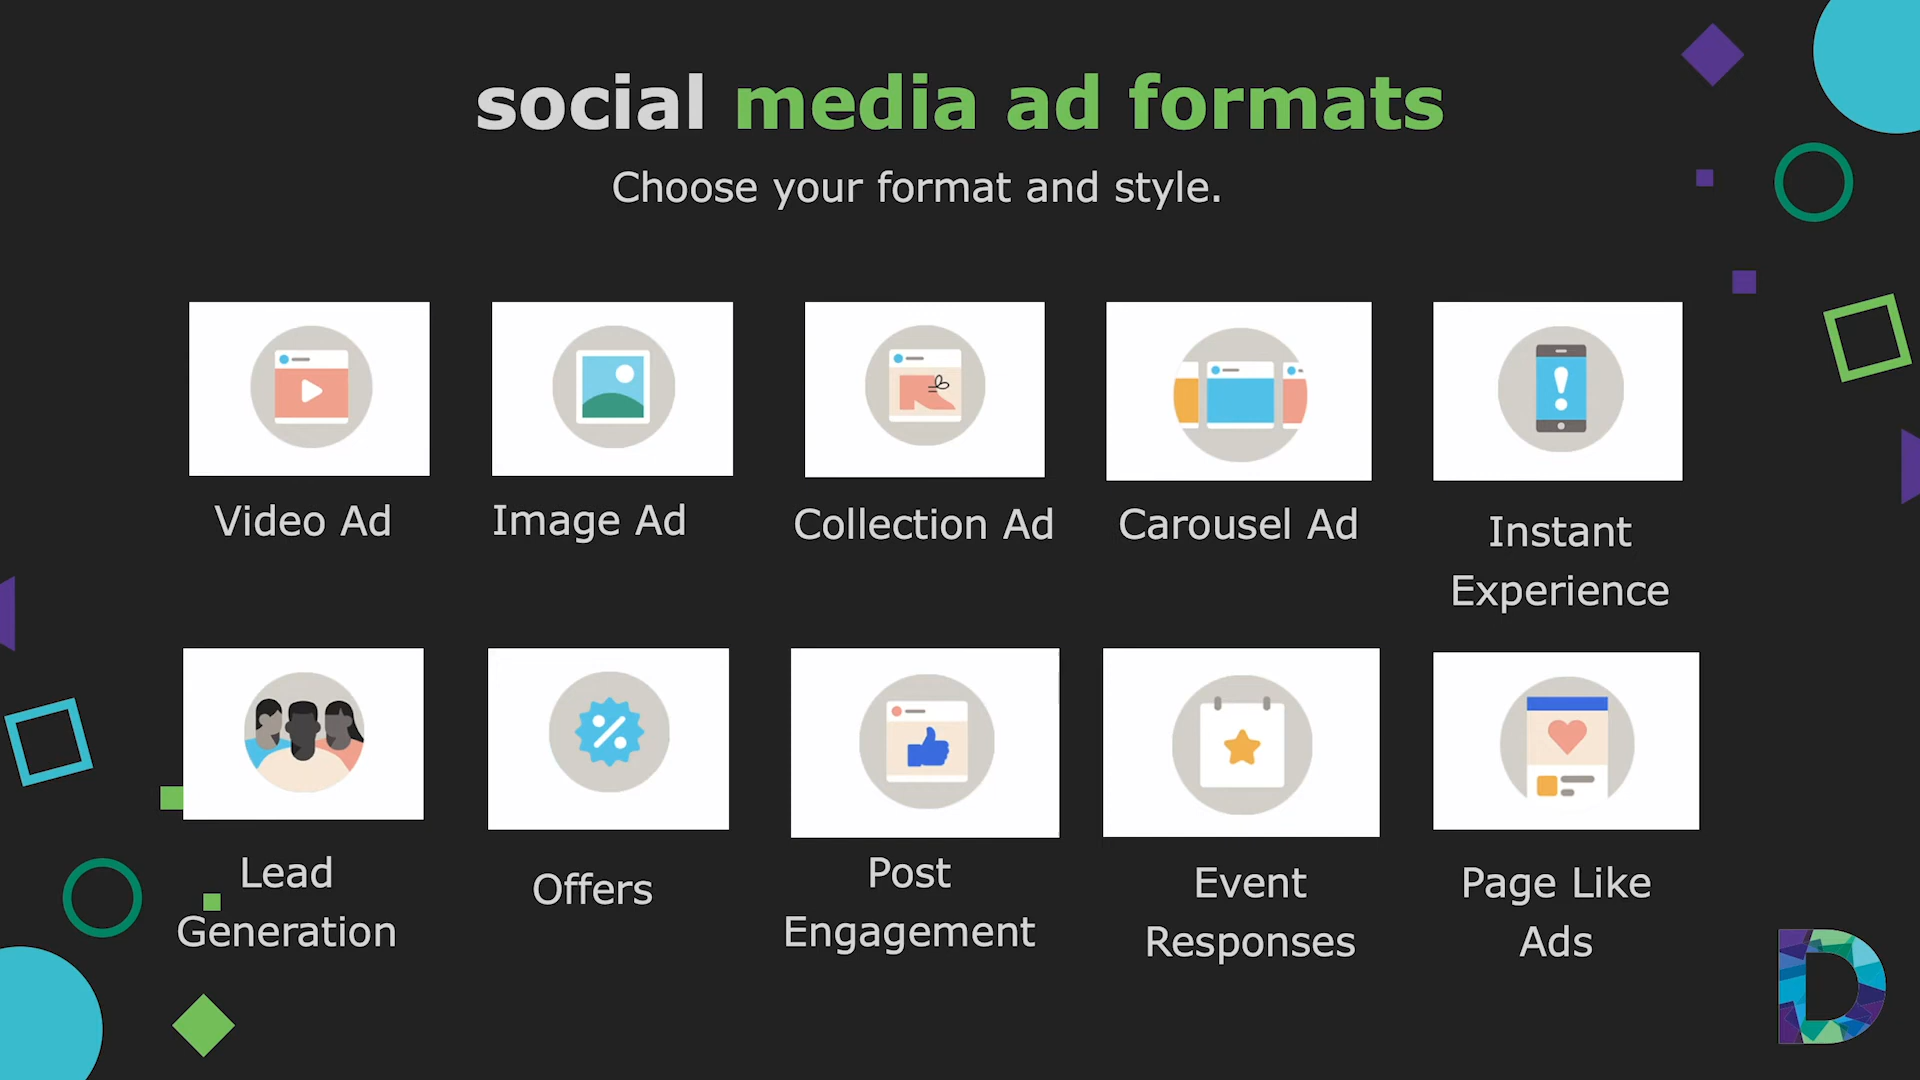 social media ad formats
Choose your format and style.
Video Ad
Image Ad
Collection Ad
Carousel Ad
Instant
Experience
Lead
Generation
Offers
Post
Engagement
Event
Responses
Page Like
Ads
D